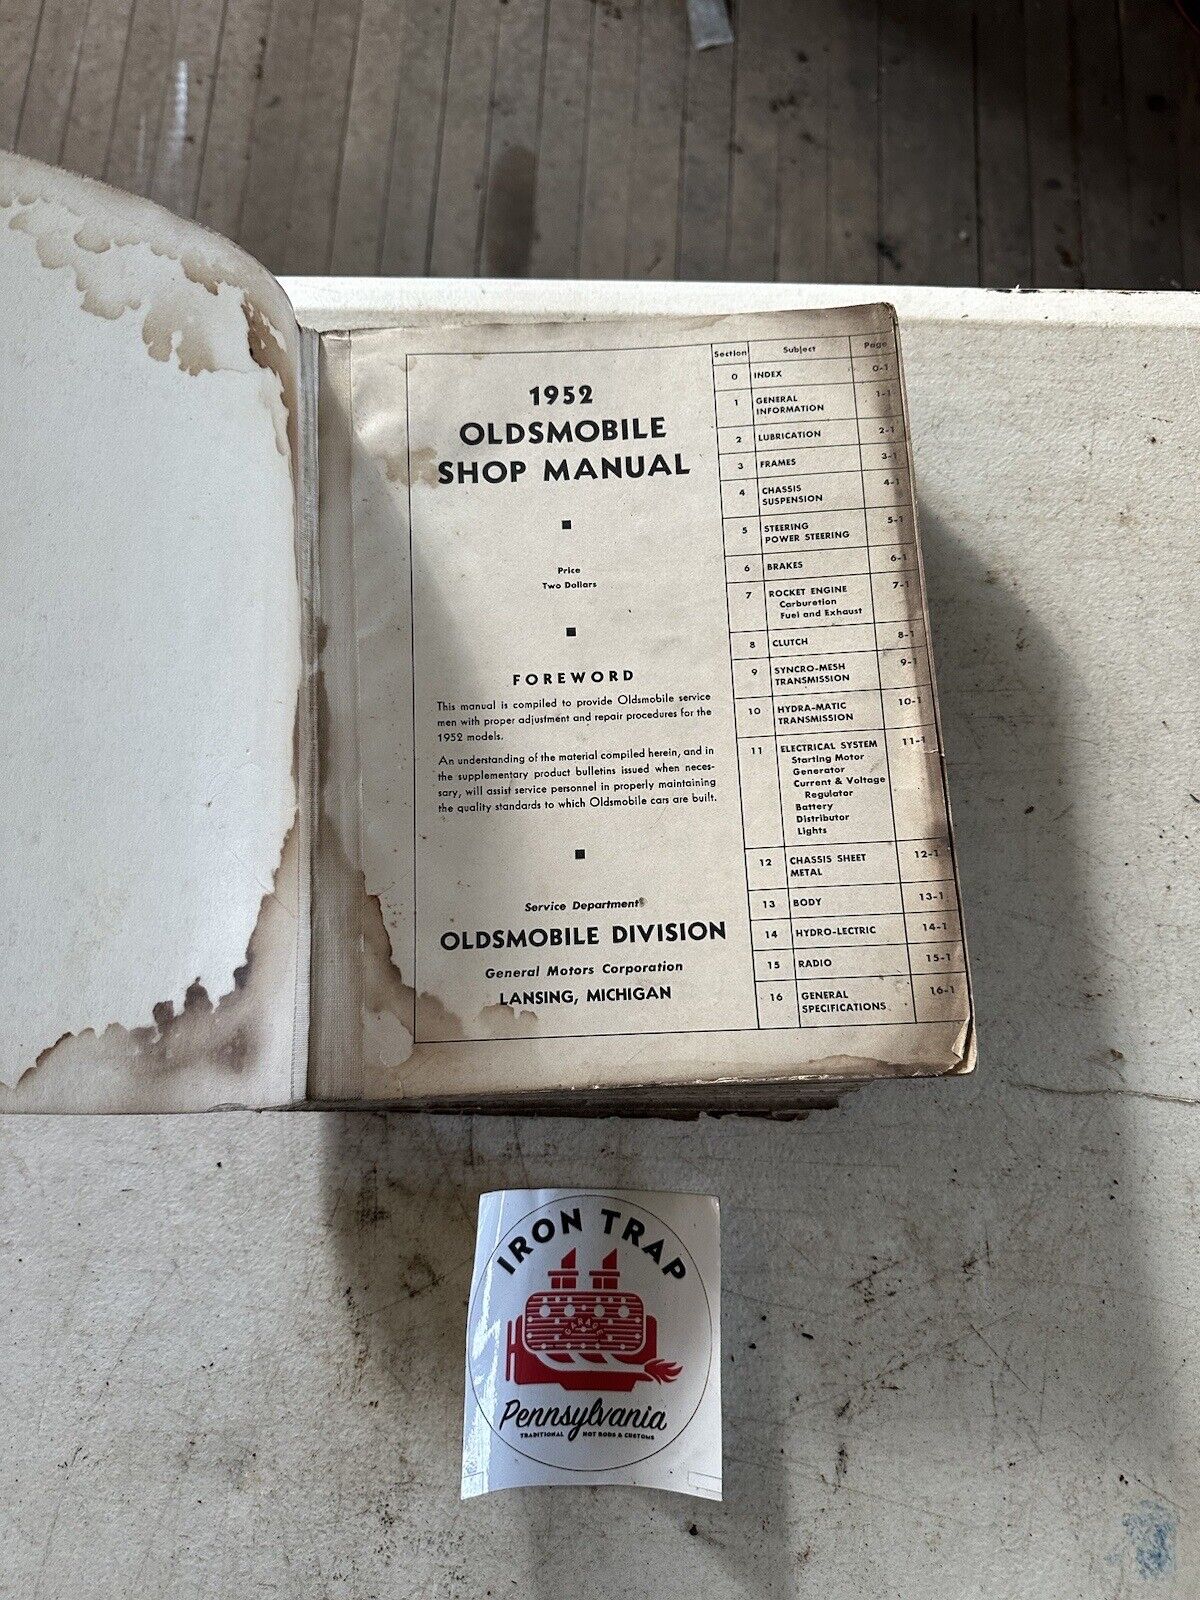 1952
OLDSMOBILE
SHOP MANUAL
Price
Two Dollars
FOREWORD
This manual is compiled to provide Oldsmobile service
men with proper adjustment and repair procedures for the
1952 models.
An understanding of the material compiled herein, and in
the supplementary product bulletins issued when neces-
sary, will assist service personnel in properly maintaining
the quality standards to which Oldsmobile cars are built.
Service Department
OLDSMOBILE DIVISION
General Motors Corporation
LANSING, MICHIGAN
Section Subject Page
0 INDEX 0-1
1 GENERAL 1-1
INFORMATION
2 LUBRICATION 2-1
3 FRAMES 3-1
4 CHASSIS 4-1
SUSPENSION
5 STEERING 5-1
POWER STEERING
6 BRAKES 6-1
7 ROCKET ENGINE 7-1
Carburetion
Fuel and Exhaust
8 CLUTCH 8-1
9 SYNCRO-MESH 9-1
TRANSMISSION
10 HYDRA-MATIC 10-1
TRANSMISSION
11 ELECTRICAL SYSTEM 11-1
Starting Motor
Generator
Current & Voltage
Regulator
Battery
Distributor
Lights
12 CHASSIS SHEET 12-1
METAL
13 BODY 13-1
14 HYDRO-LECTRIC 14-1
15 RADIO 15-1
16 GENERAL 16-1
SPECIFICATIONS
IRON TRAP
GARAGE
Pennsylvania
TRADITIONAL HOT RODS & CUSTOMS